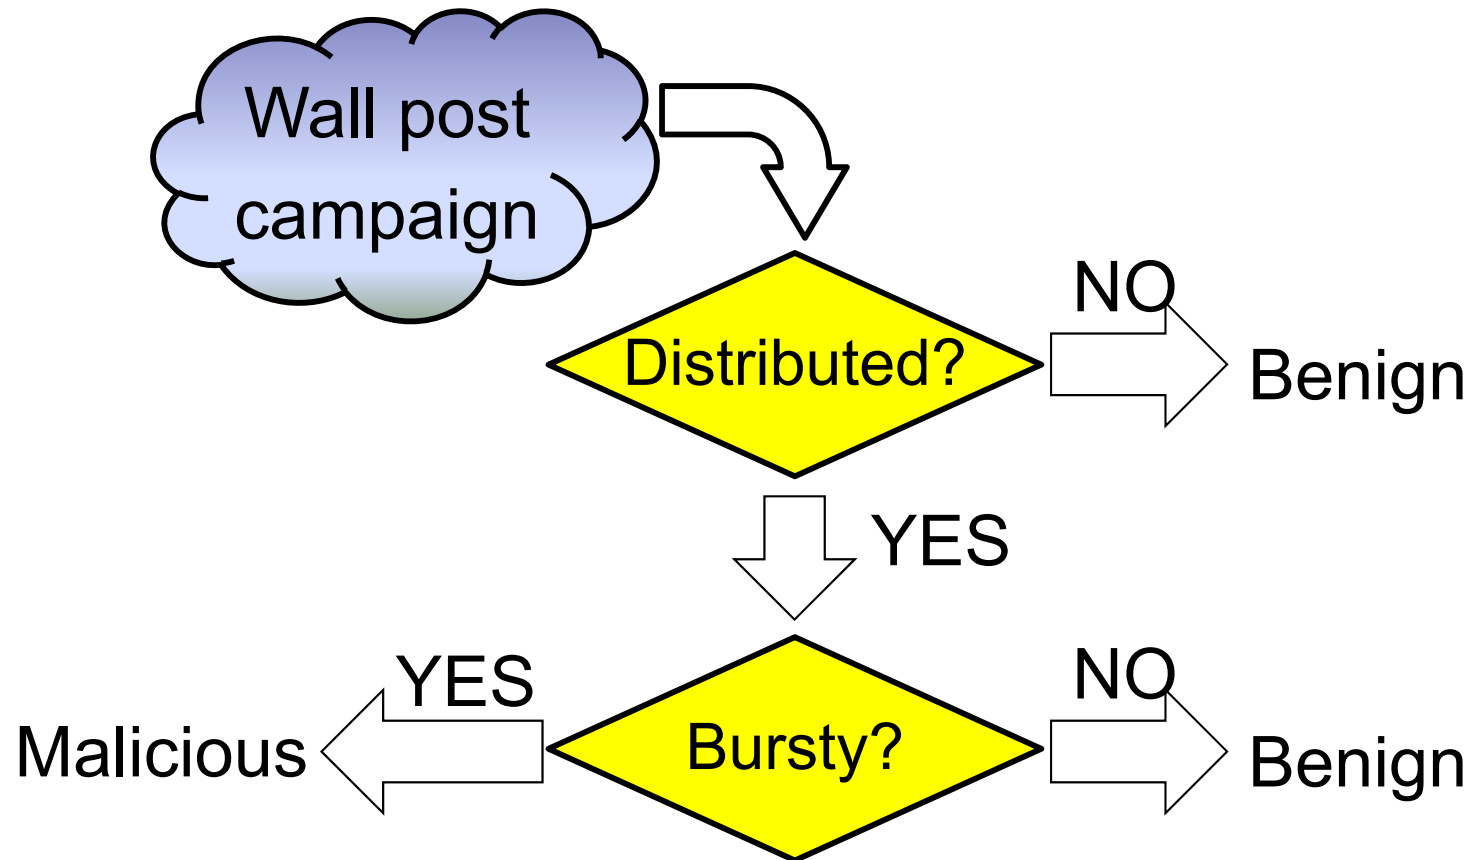 Wall post
campaign
NO
Distributed?
Benign
YES
YES
NO
Malicious
Bursty?
Benign